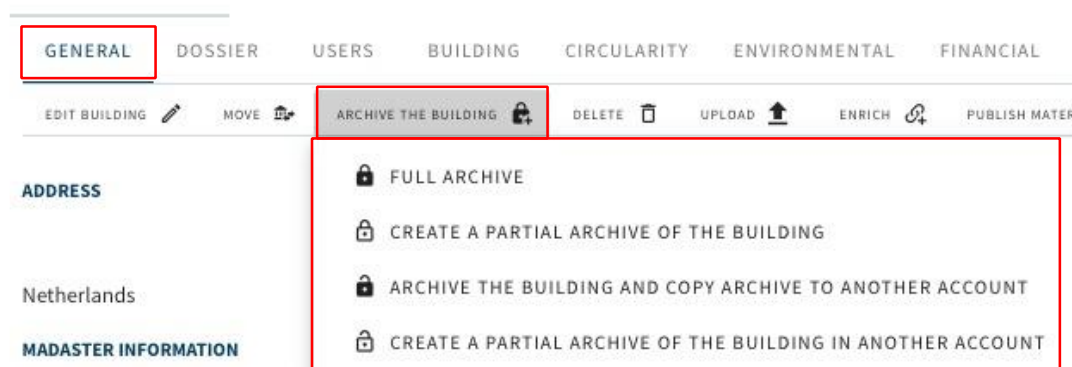 GENERAL DOSSIER USERS BUILDING CIRCULARITY ENVIRONMENTAL FINANCIAL
EDIT BUILDING MOVE ARCHIVE THE BUILDING DELETE UPLOAD ENRICH PUBLISH MATER
ADDRESS
FULL ARCHIVE
CREATE A PARTIAL ARCHIVE OF THE BUILDING
Netherlands
ARCHIVE THE BUILDING AND COPY ARCHIVE TO ANOTHER ACCOUNT
MADASTER INFORMATION
CREATE A PARTIAL ARCHIVE OF THE BUILDING IN ANOTHER ACCOUNT